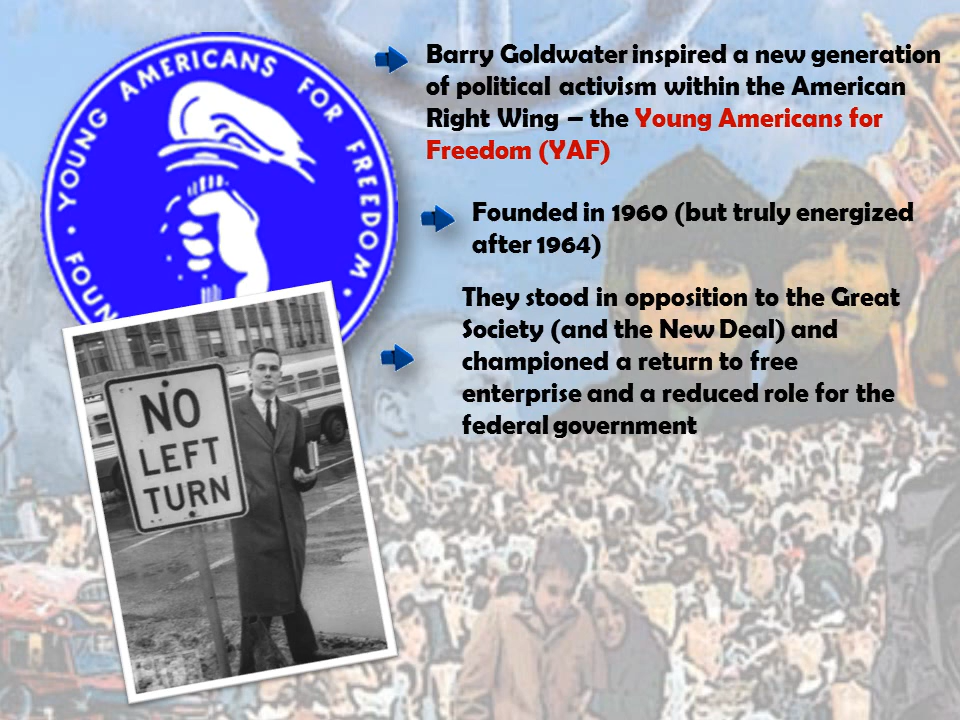 YOUNG AMERICANS FOR FREEDOM • FOUN
Barry Goldwater inspired a new generation
of political activism within the American
Right Wing – the Young Americans for
Freedom (YAF)
Founded in 1960 (but truly energized
after 1964)
They stood in opposition to the Great
Society (and the New Deal) and
championed a return to free
enterprise and a reduced role for the
federal government
NO
LEFT
TURN